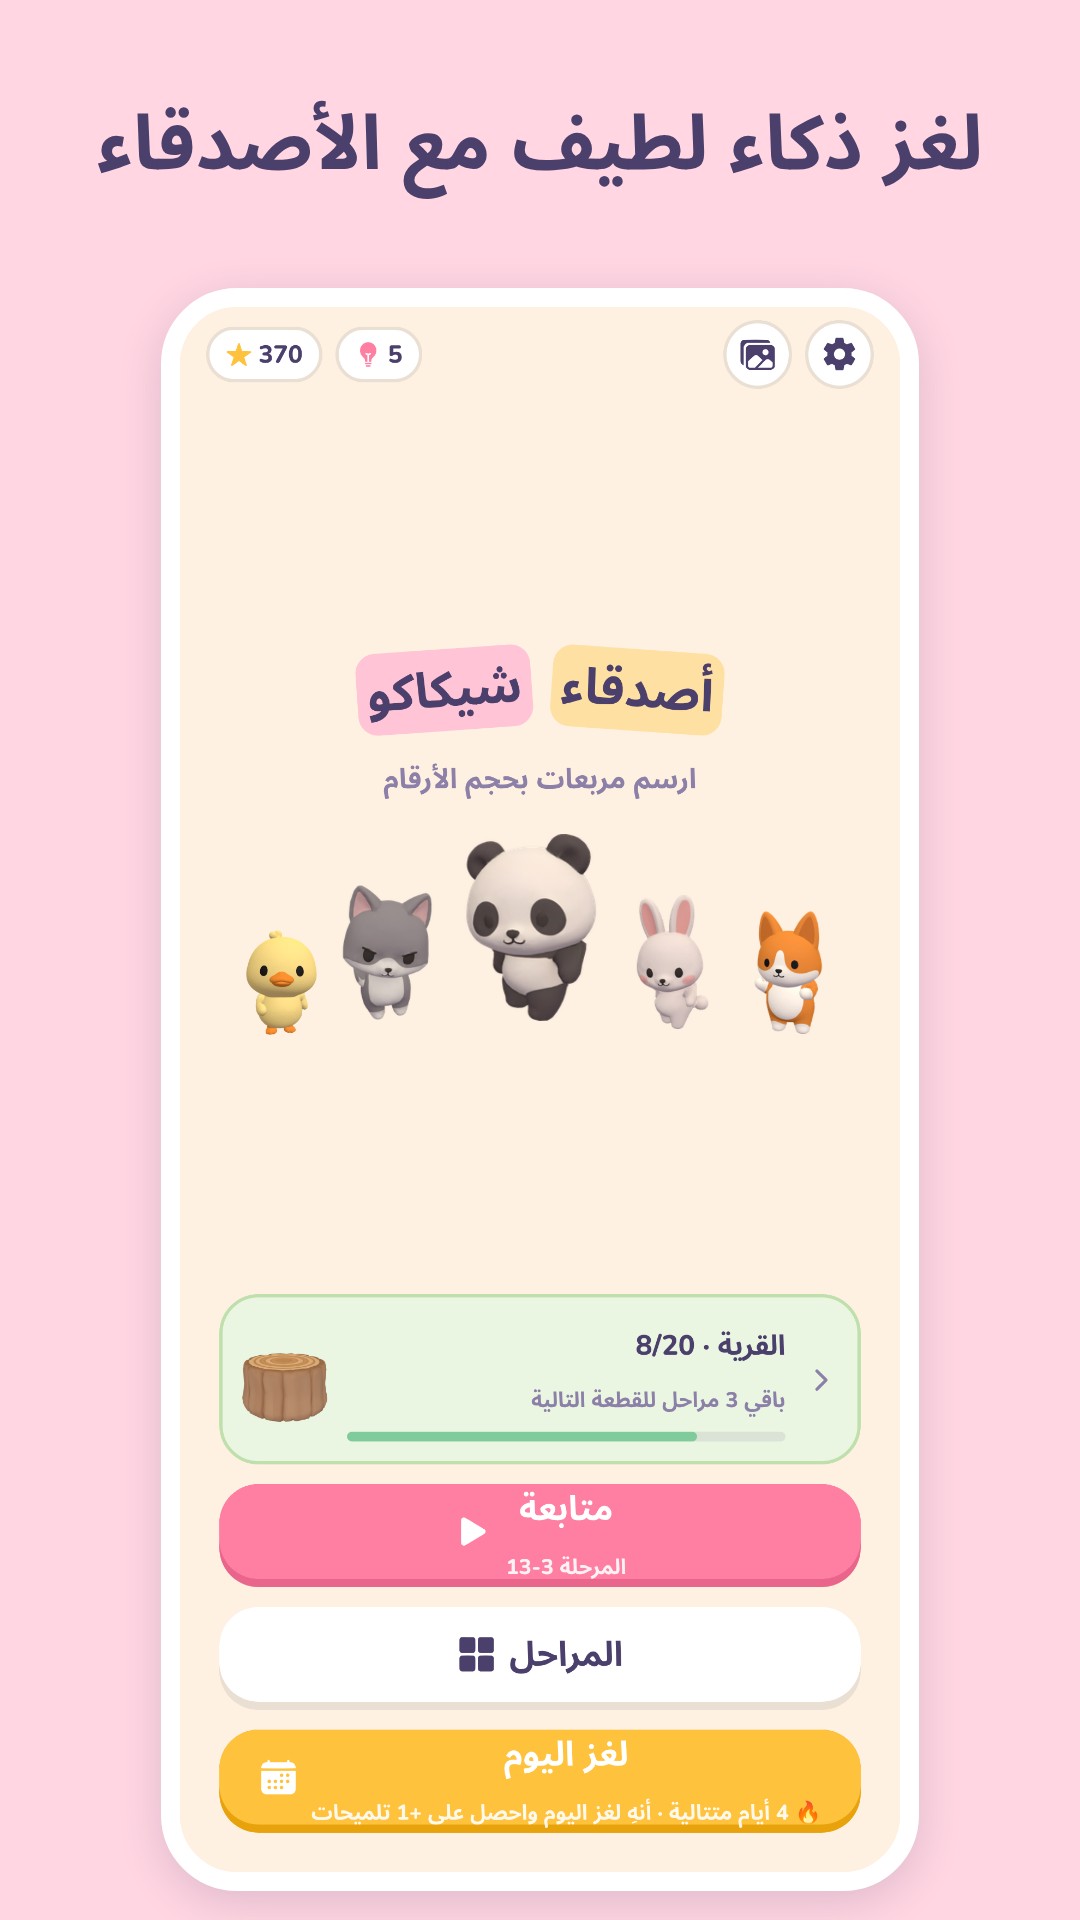 لغز ذكاء لطيف مع الأصدقاء
370
5
أصدقاء شيكاكو
ارسم مربعات بحجم الأرقام
القرية · 8/20
باقي 3 مراحل للقطعة التالية
متابعة
المرحلة 3-13
المراحل
لغز اليوم
🔥 4 أيام متتالية · أنهِ لغز اليوم واحصل على +1 تلميحات